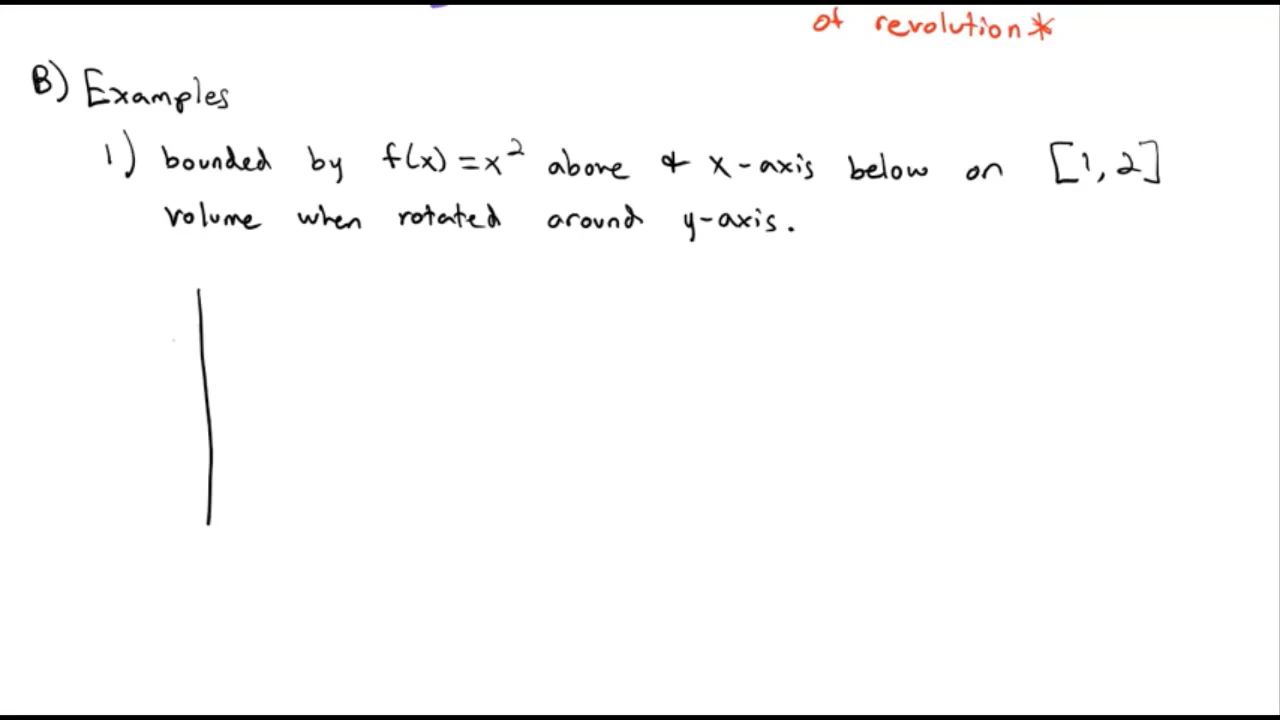 of revolution*
B) Examples
1) bounded by f(x) = x² above & x-axis below on [1, 2]
volume when rotated around y-axis.